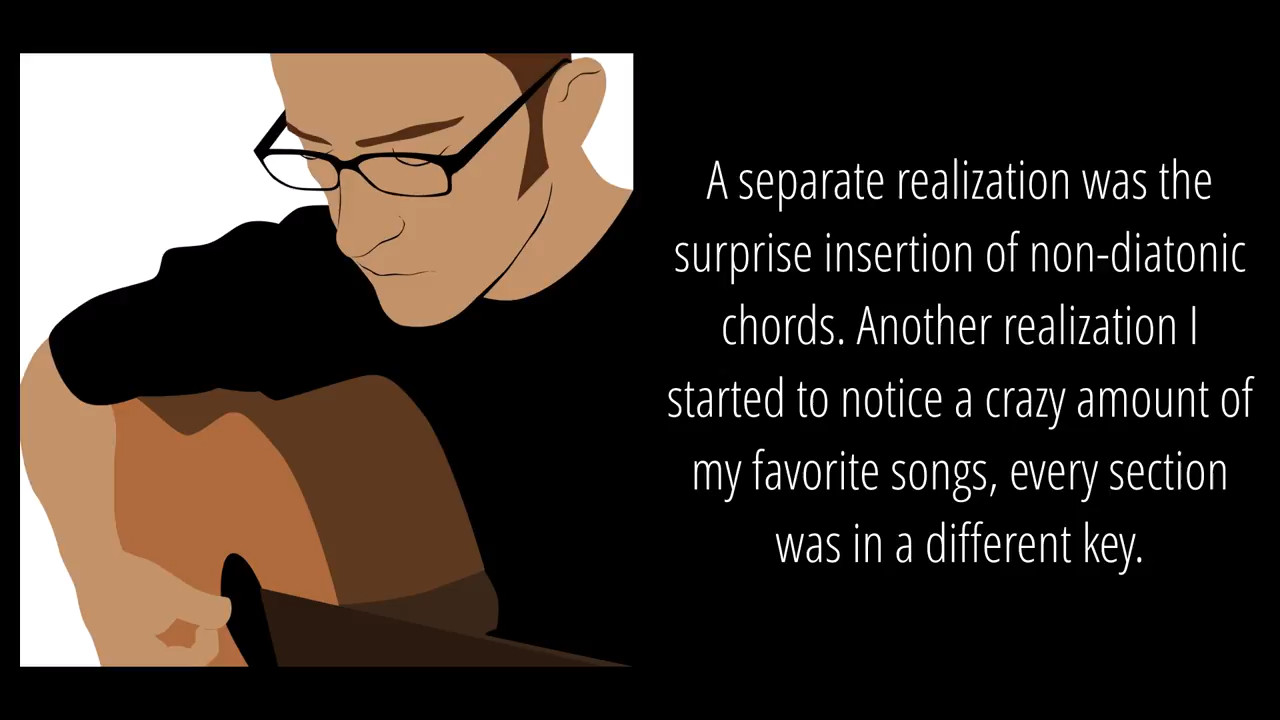 A separate realization was the
surprise insertion of non-diatonic
chords. Another realization I
started to notice a crazy amount of
my favorite songs, every section
was in a different key.